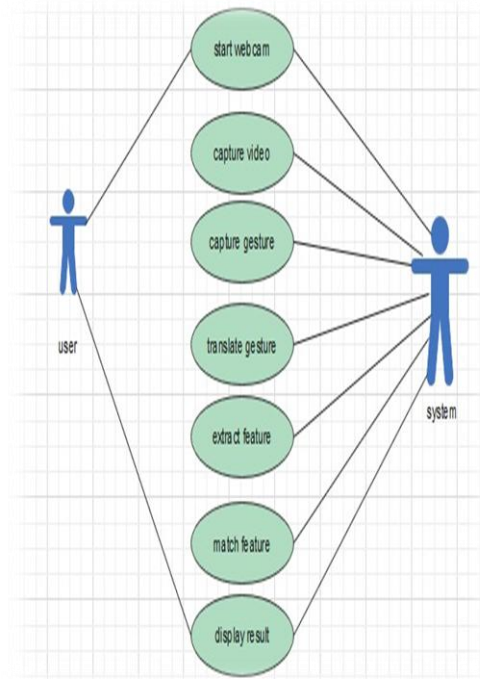 start webcam
capture video
capture gesture
translate gesture
extract feature
match feature
display result
user
system